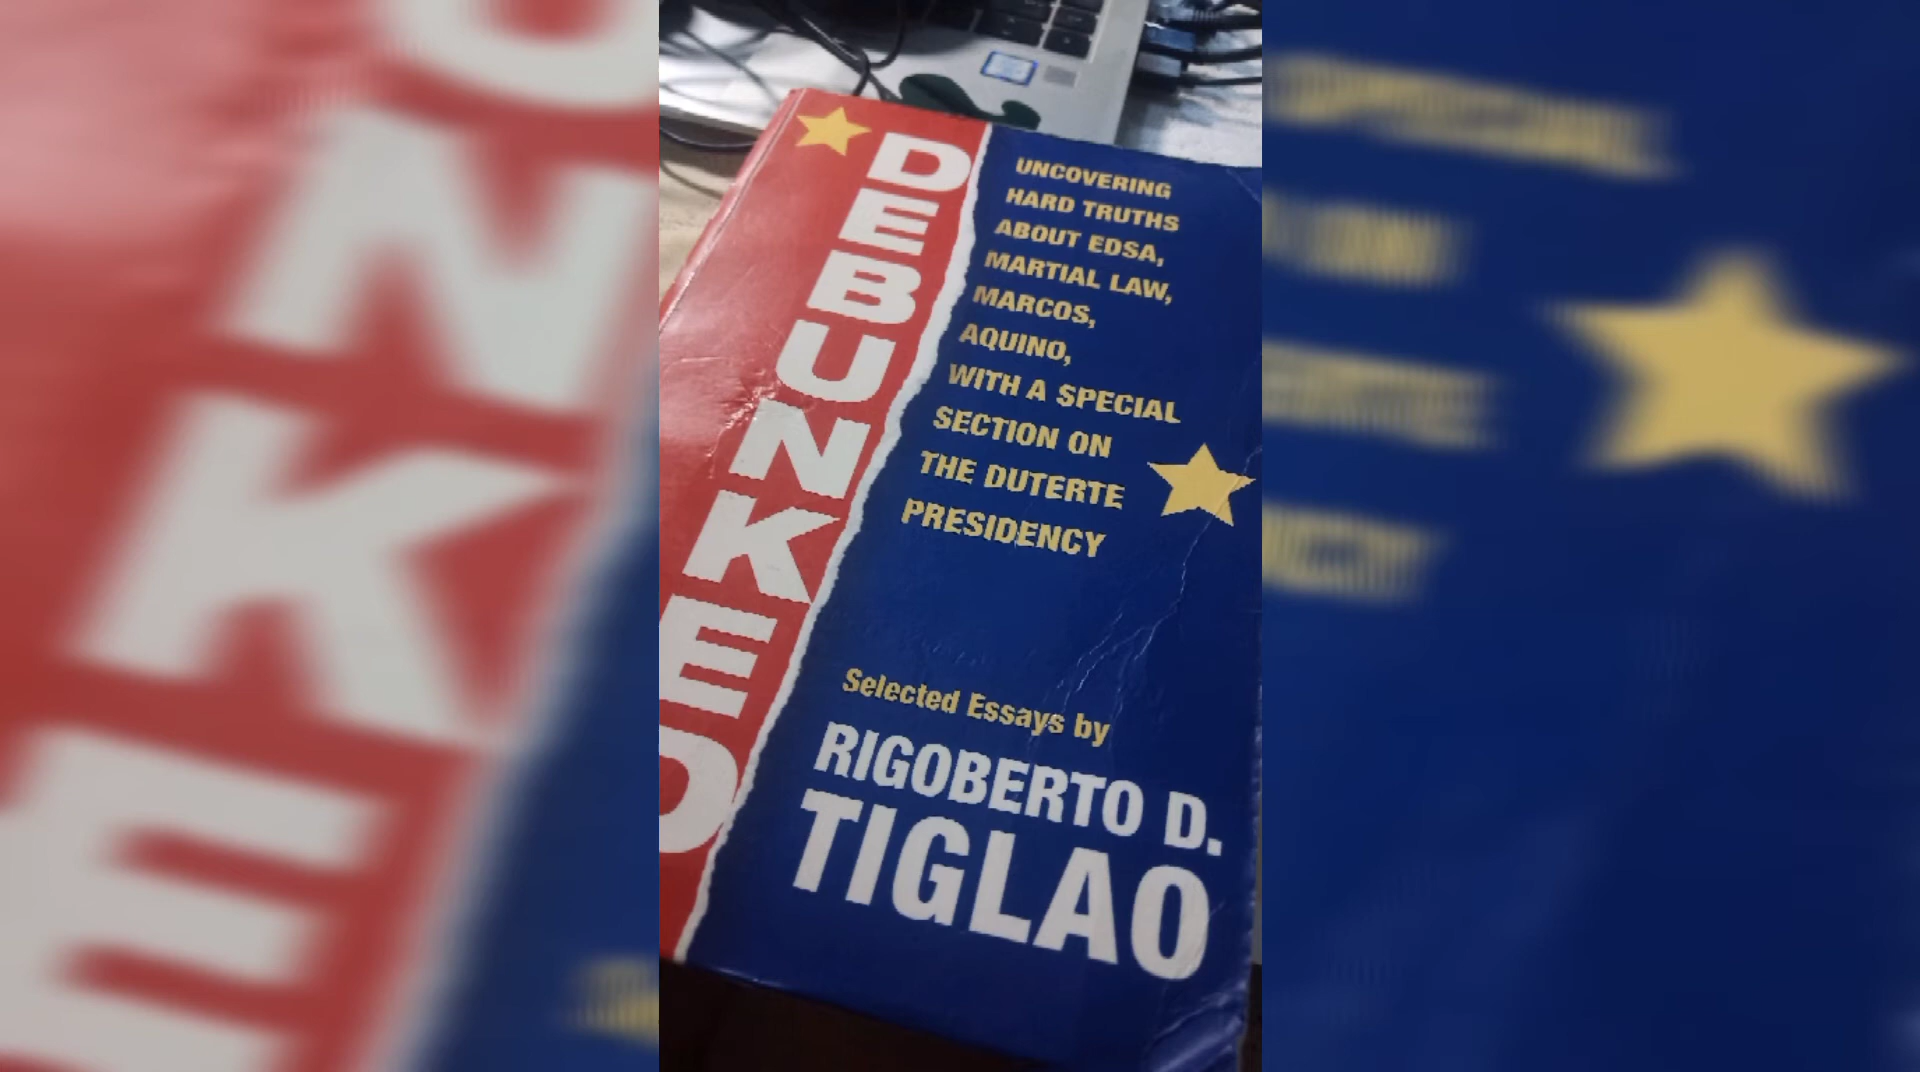 DEBUNKED
UNCOVERING
HARD TRUTHS
ABOUT EDSA,
MARTIAL LAW,
MARCOS,
AQUINO,
WITH A SPECIAL
SECTION ON
THE DUTERTE
PRESIDENCY
Selected Essays by
RIGOBERTO D.
TIGLAO